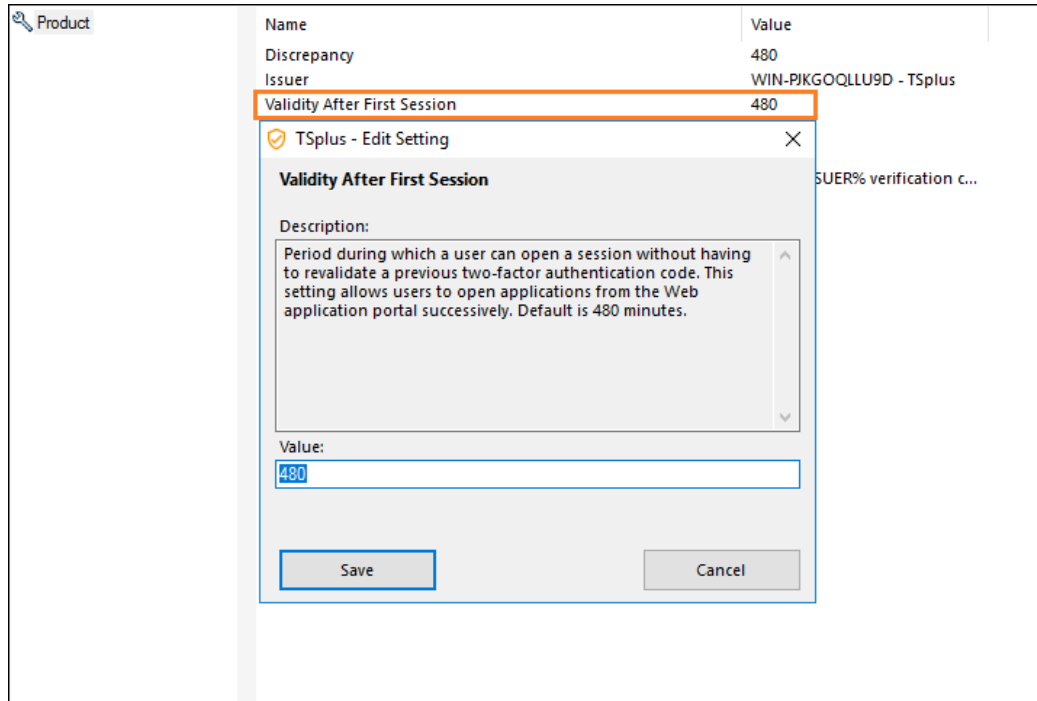 Product
Name Value
Discrepancy 480
Issuer WIN-PJKGOQLLU9D - TSplus
Validity After First Session 480
TSplus - Edit Setting
Validity After First Session
SUER% verification c...
Description:
Period during which a user can open a session without having
to revalidate a previous two-factor authentication code. This
setting allows users to open applications from the Web
application portal successively. Default is 480 minutes.
Value:
480
Save Cancel